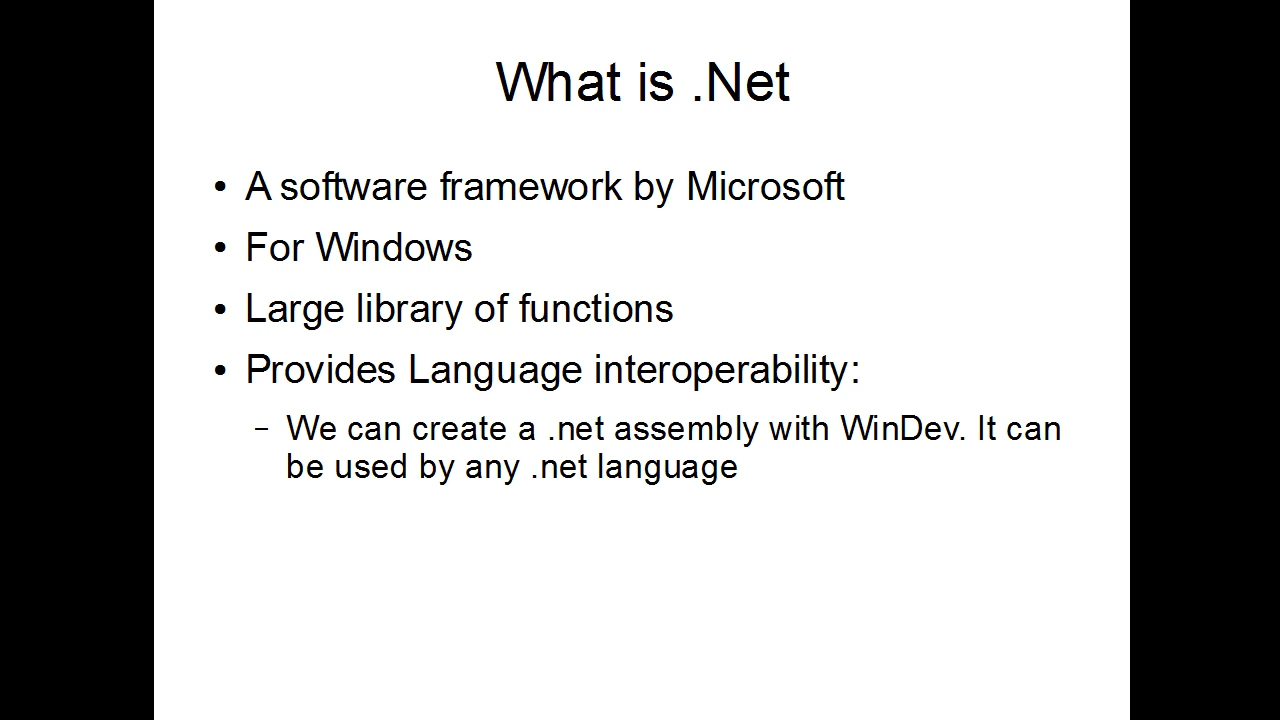 What is .Net
• A software framework by Microsoft
• For Windows
• Large library of functions
• Provides Language interoperability:
– We can create a .net assembly with WinDev. It can
be used by any .net language